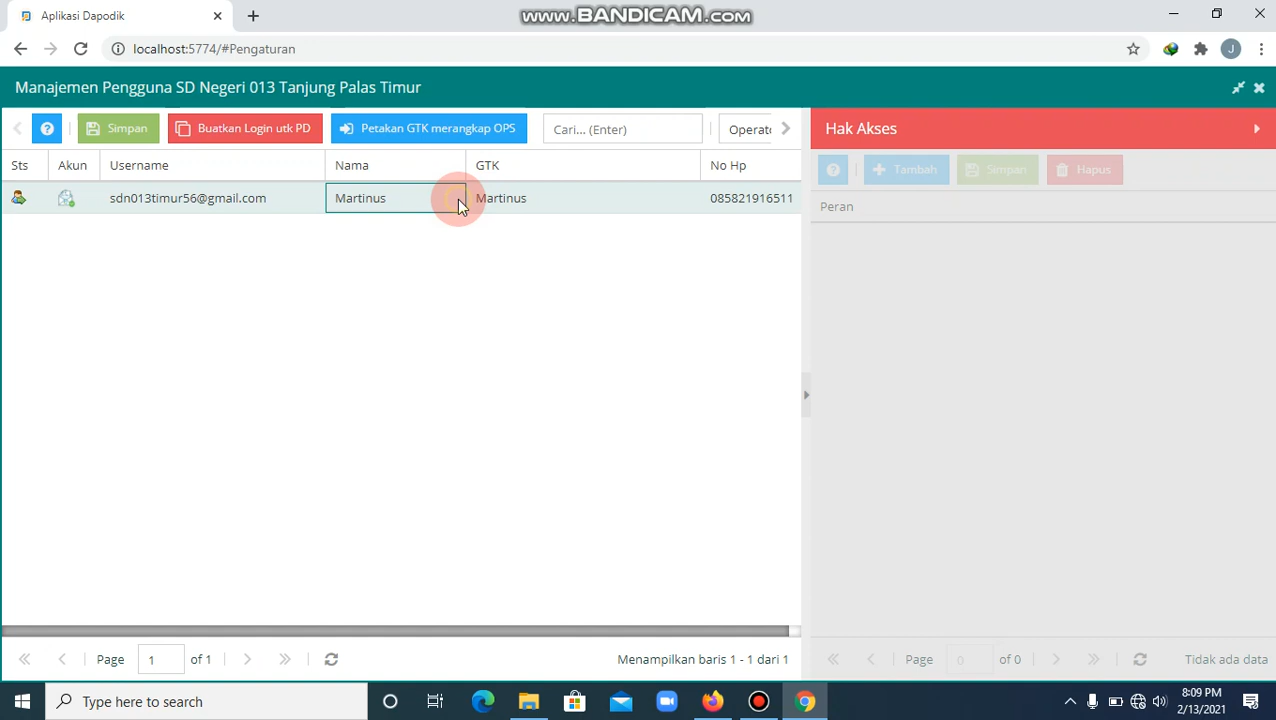 Aplikasi Dapodik
www.BANDICAM.com
localhost:5774/#Pengaturan
J
Manajemen Pengguna SD Negeri 013 Tanjung Palas Timur
Simpan
Buatkan Login utk PD
Petakan GTK merangkap OPS
Cari... (Enter)
Hak Akses
Tambah
Simpan
Hapus
Sts
Akun
Username
Nama
GTK
No Hp
Peran
sdn013timur56@gmail.com
Martinus
Martinus
085821916511
Page
1
of 1
Menampilkan baris 1 - 1 dari 1
Page
0
of 0
Tidak ada data
Type here to search
8:09 PM
2/13/2021